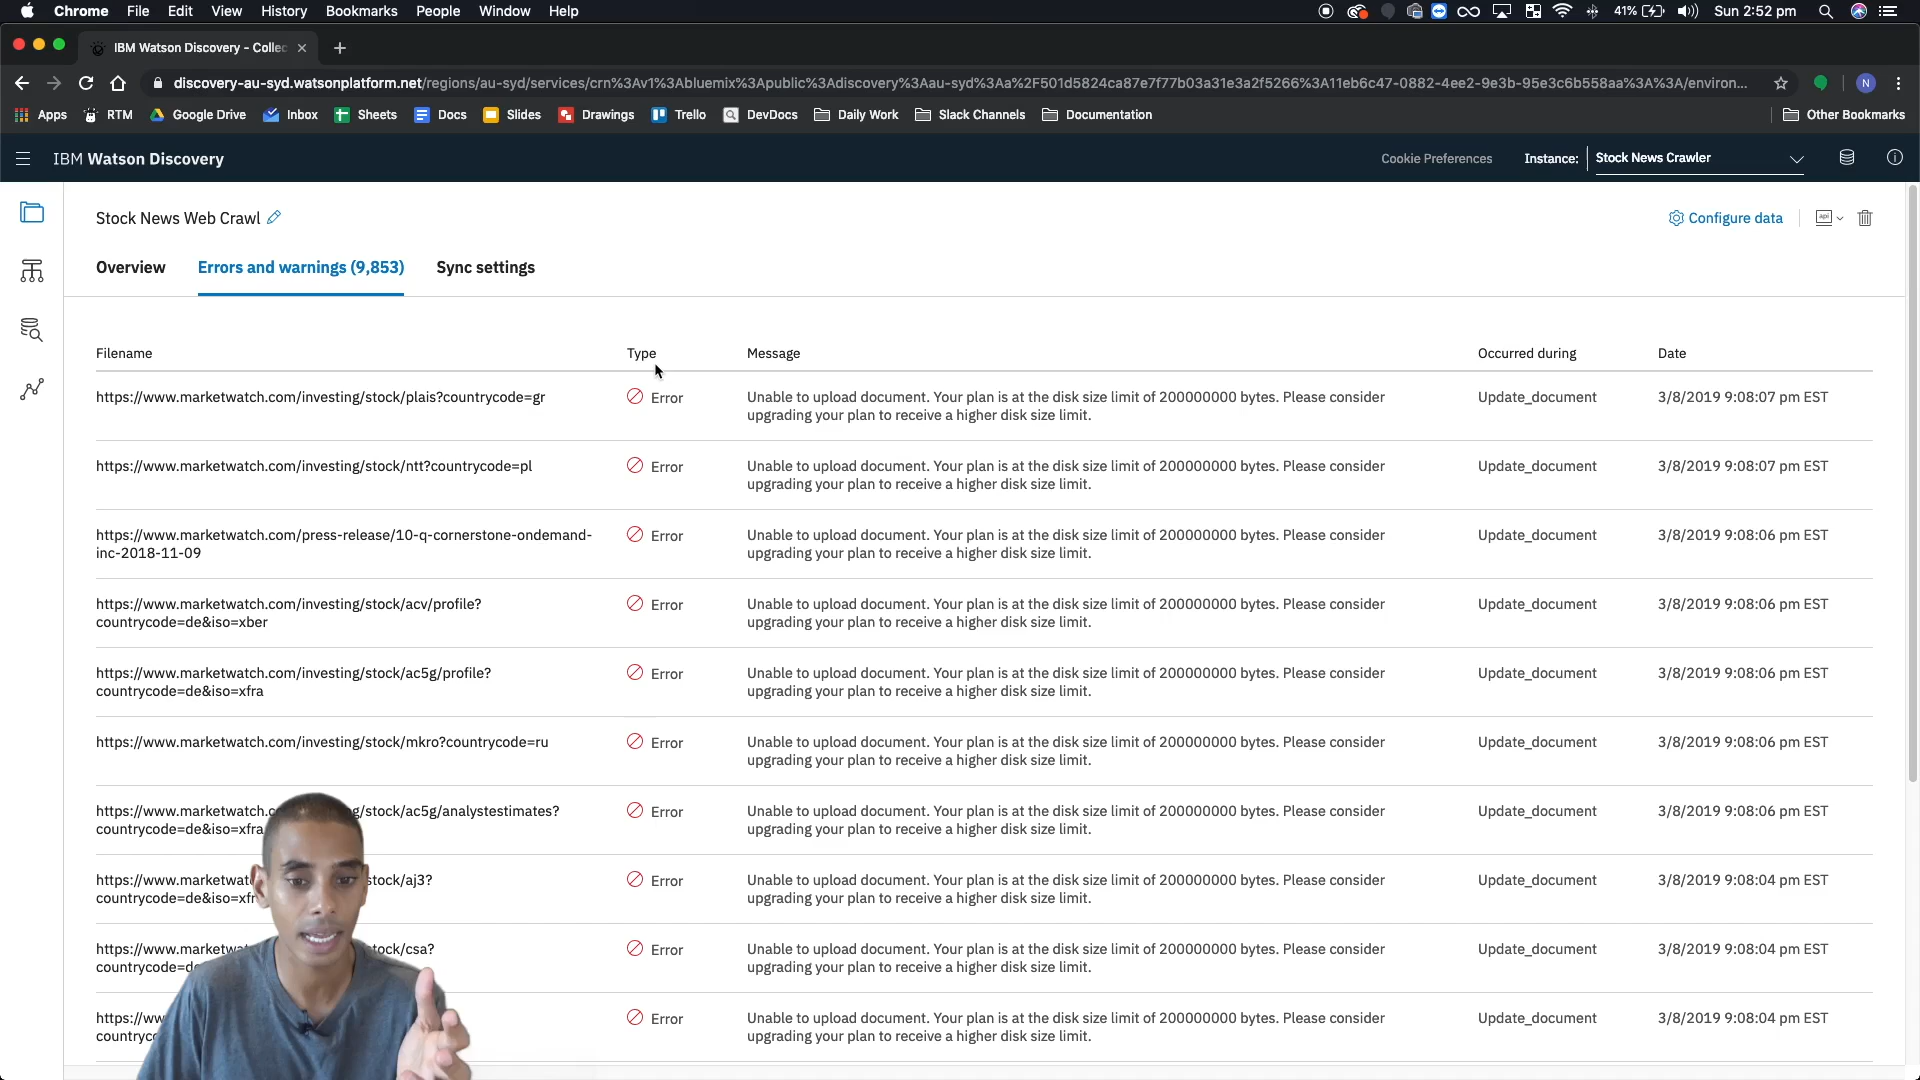 Chrome File Edit View History Bookmarks People Window Help 41% Sun 2:52 pm
IBM Watson Discovery - Collec
discovery-au-syd.watsonplatform.net/regions/au-syd/services/crn%3Av1%3Abluemix%3Apublic%3Adiscovery%3Aau-syd%3Aa%2F501d5824ca87e7f77b03a31e3a2f5266%3A11eb6c47-0882-4ee2-9e3b-95e3c6b558aa%3A%3A/environ... N
Apps RTM Google Drive Inbox Sheets Docs Slides Drawings Trello DevDocs Daily Work Slack Channels Documentation Other Bookmarks
IBM Watson Discovery Cookie Preferences Instance: Stock News Crawler
Stock News Web Crawl Configure data api
Overview Errors and warnings (9,853) Sync settings
Filename Type Message Occurred during Date
https://www.marketwatch.com/investing/stock/plais?countrycode=gr Error Unable to upload document. Your plan is at the disk size limit of 200000000 bytes. Please consider Update_document 3/8/2019 9:08:07 pm EST
upgrading your plan to receive a higher disk size limit.
https://www.marketwatch.com/investing/stock/ntt?countrycode=pl Error Unable to upload document. Your plan is at the disk size limit of 200000000 bytes. Please consider Update_document 3/8/2019 9:08:07 pm EST
upgrading your plan to receive a higher disk size limit.
https://www.marketwatch.com/press-release/10-q-cornerstone-ondemand- Error Unable to upload document. Your plan is at the disk size limit of 200000000 bytes. Please consider Update_document 3/8/2019 9:08:06 pm EST
inc-2018-11-09 upgrading your plan to receive a higher disk size limit.
https://www.marketwatch.com/investing/stock/acv/profile? Error Unable to upload document. Your plan is at the disk size limit of 200000000 bytes. Please consider Update_document 3/8/2019 9:08:06 pm EST
countrycode=de&iso=xber upgrading your plan to receive a higher disk size limit.
https://www.marketwatch.com/investing/stock/ac5g/profile? Error Unable to upload document. Your plan is at the disk size limit of 200000000 bytes. Please consider Update_document 3/8/2019 9:08:06 pm EST
countrycode=de&iso=xfra upgrading your plan to receive a higher disk size limit.
https://www.marketwatch.com/investing/stock/mkro?countrycode=ru Error Unable to upload document. Your plan is at the disk size limit of 200000000 bytes. Please consider Update_document 3/8/2019 9:08:06 pm EST
upgrading your plan to receive a higher disk size limit.
https://www.marketwatch.c g/stock/ac5g/analystestimates? Error Unable to upload document. Your plan is at the disk size limit of 200000000 bytes. Please consider Update_document 3/8/2019 9:08:06 pm EST
countrycode=de&iso=xfra upgrading your plan to receive a higher disk size limit.
https://www.marketwat stock/aj3? Error Unable to upload document. Your plan is at the disk size limit of 200000000 bytes. Please consider Update_document 3/8/2019 9:08:04 pm EST
countrycode=de&iso=xfr upgrading your plan to receive a higher disk size limit.
https://www.marketwa tock/csa? Error Unable to upload document. Your plan is at the disk size limit of 200000000 bytes. Please consider Update_document 3/8/2019 9:08:04 pm EST
countrycode=d upgrading your plan to receive a higher disk size limit.
https://ww Error Unable to upload document. Your plan is at the disk size limit of 200000000 bytes. Please consider Update_document 3/8/2019 9:08:04 pm EST
countryc upgrading your plan to receive a higher disk size limit.